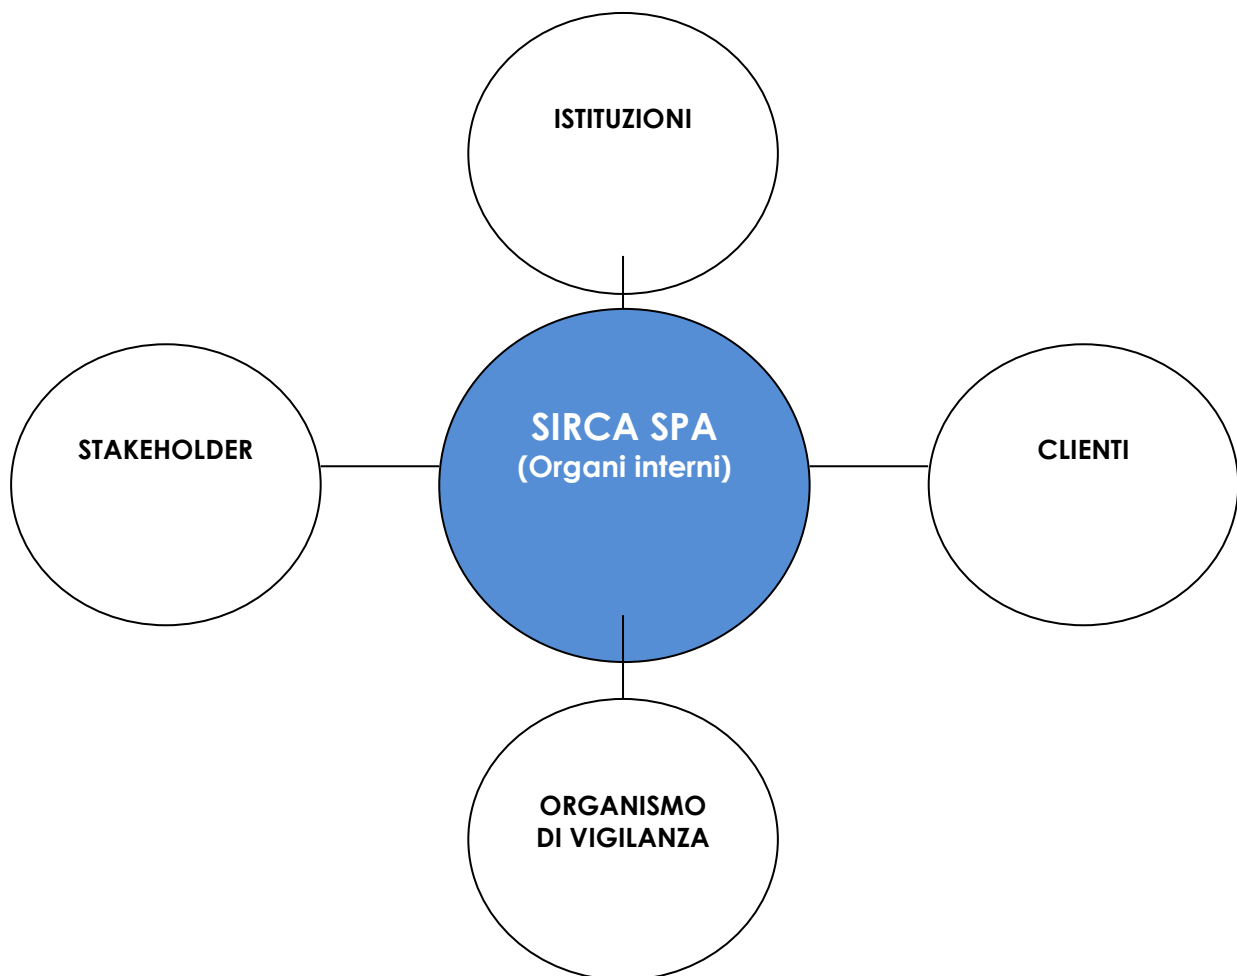 ISTITUZIONI
STAKEHOLDER
SIRCA SPA
(Organi interni)
CLIENTI
ORGANISMO
DI VIGILANZA